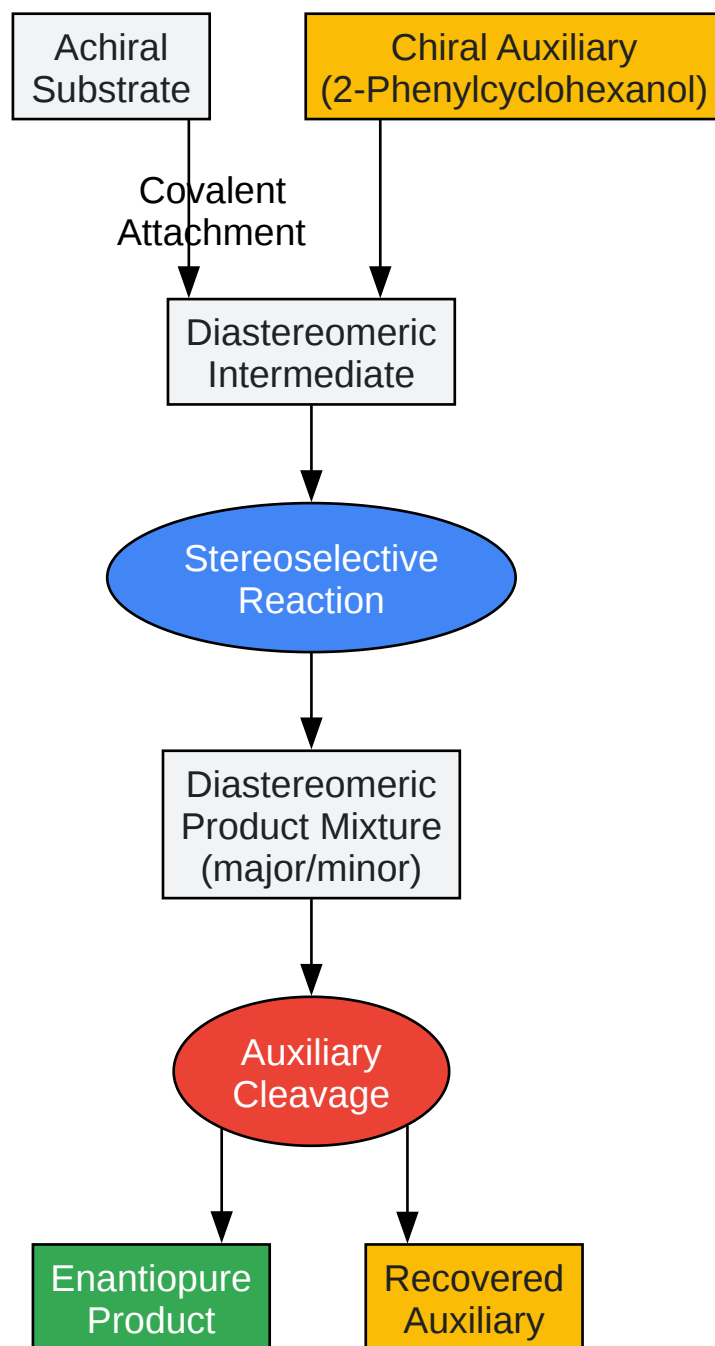 Achiral
Substrate
Chiral Auxiliary
(2-Phenylcyclohexanol)
Covalent
Attachment
Diastereomeric
Intermediate
Stereoselective
Reaction
Diastereomeric
Product Mixture
(major/minor)
Auxiliary
Cleavage
Enantiopure
Product
Recovered
Auxiliary